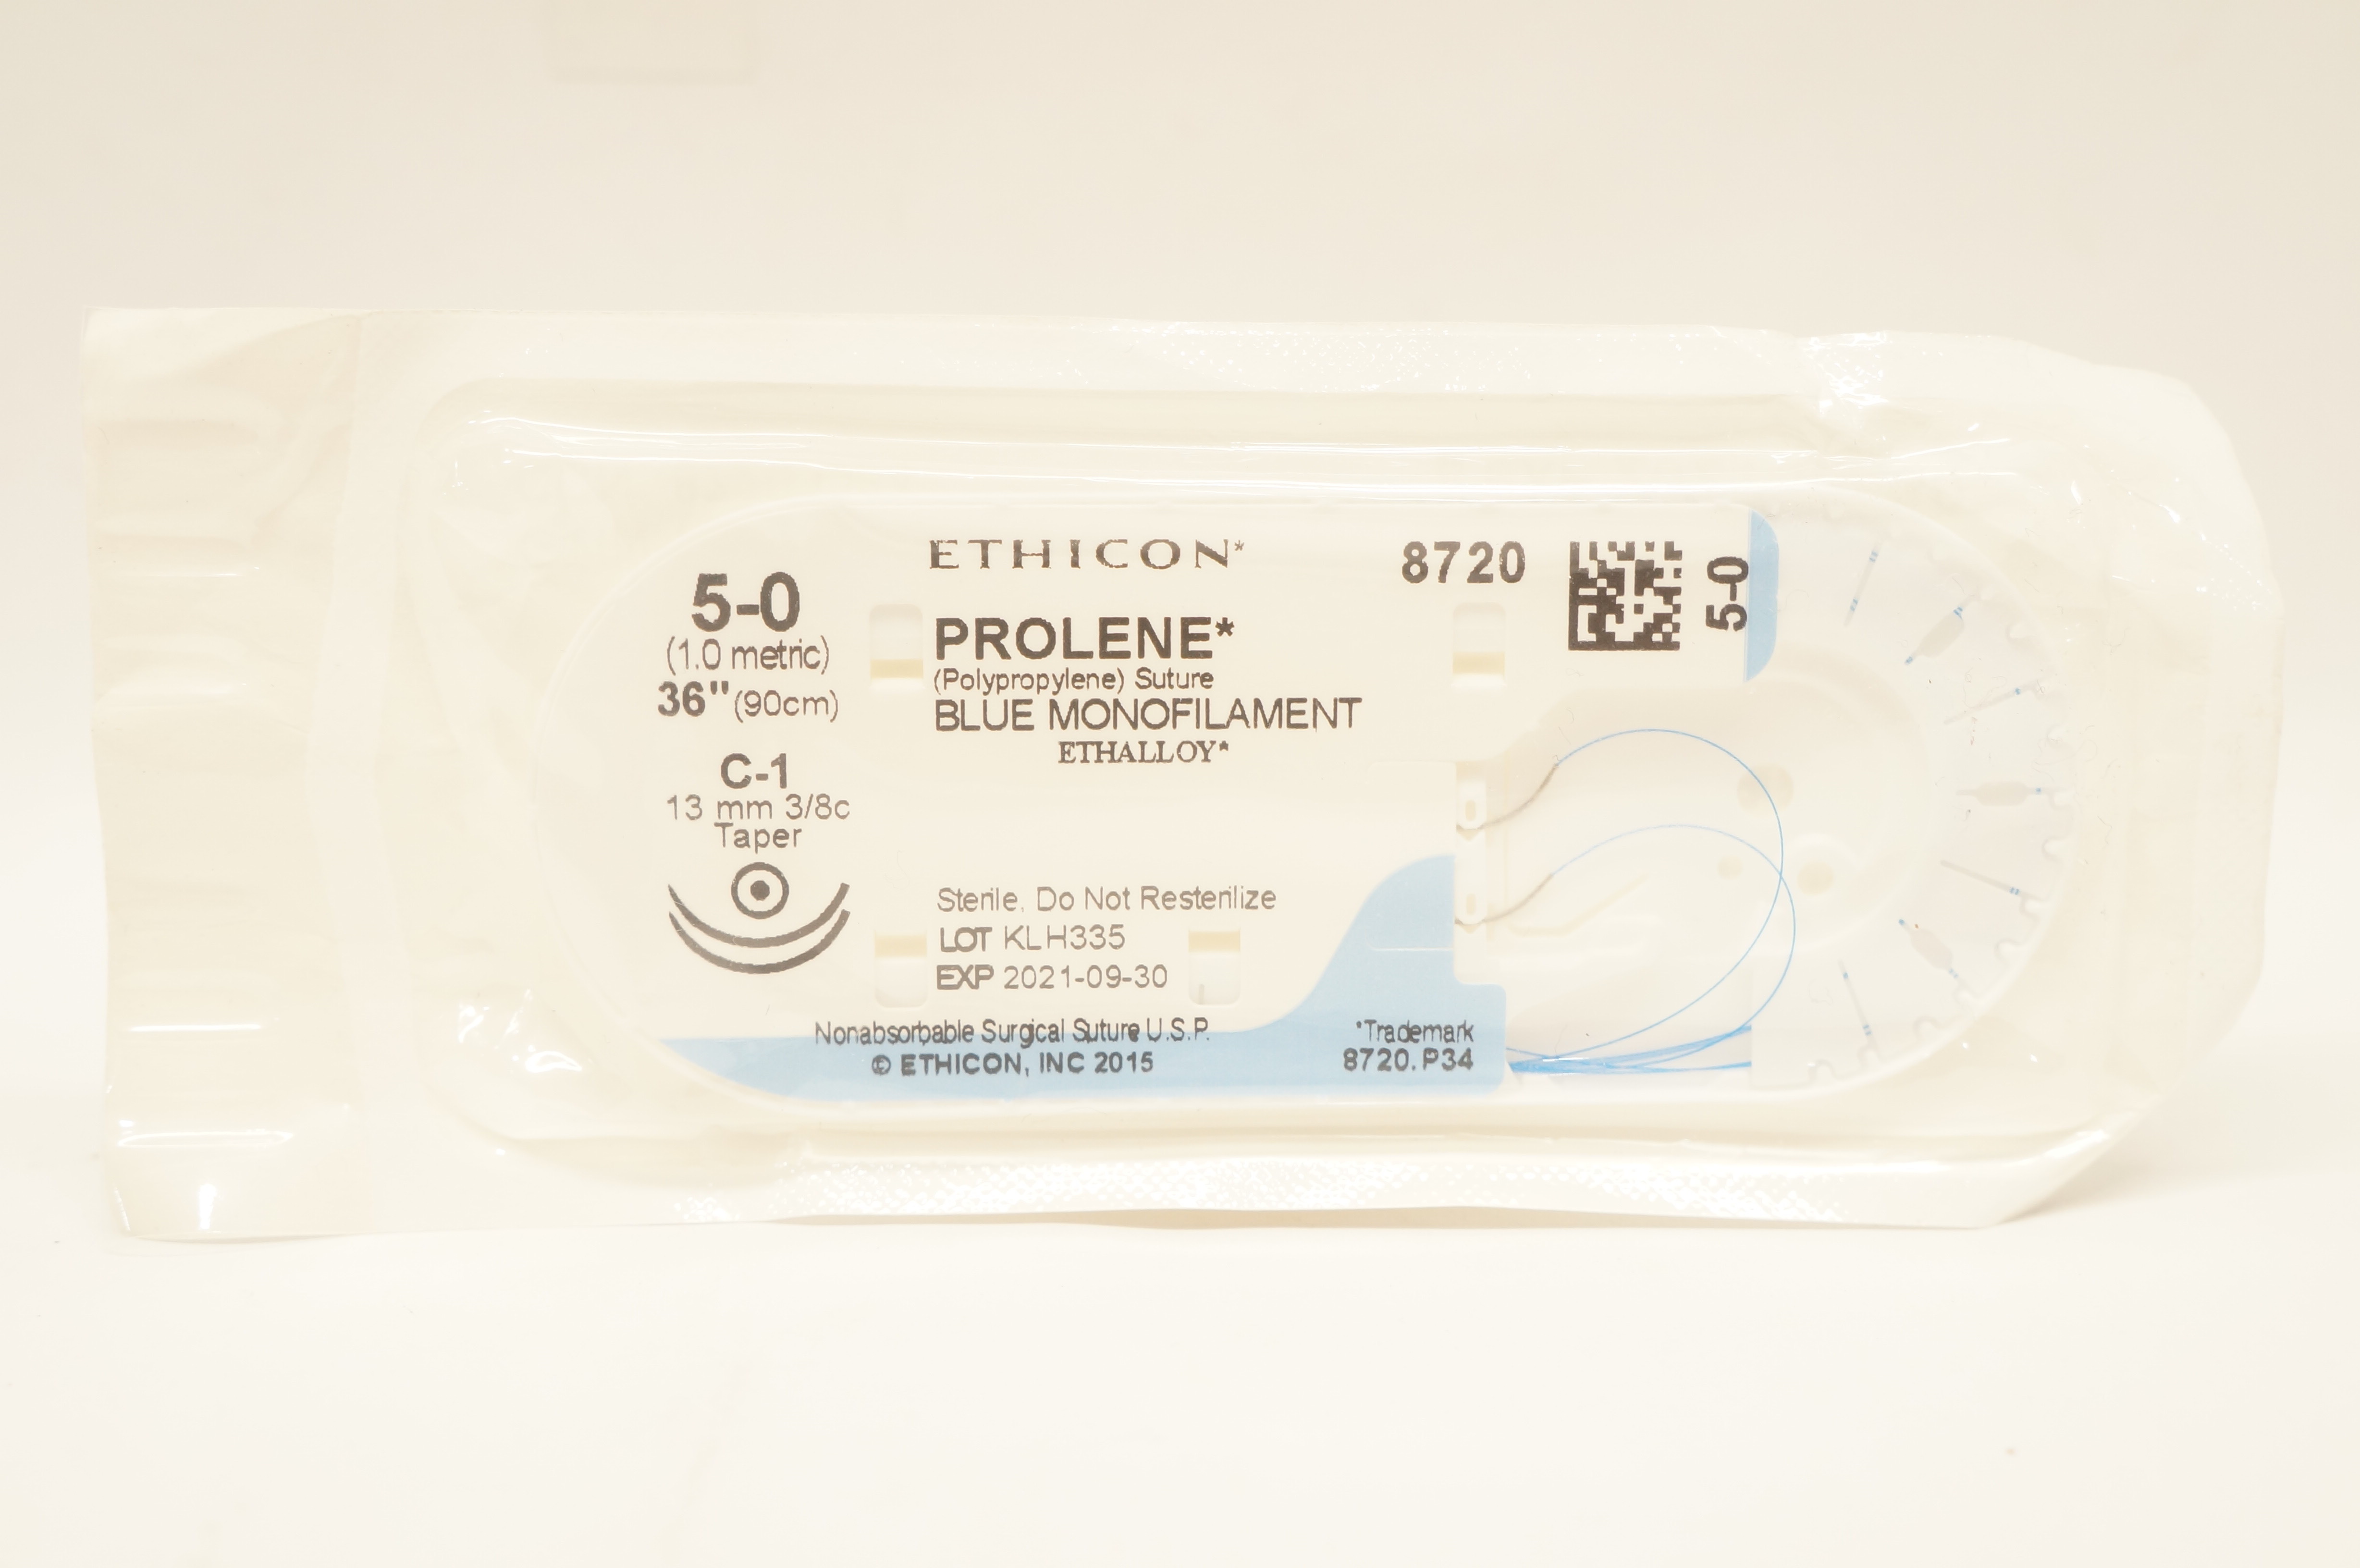 5-0
(1.0 metric)
36" (90cm)
C-1
13 mm 3/8c
Taper
ETHICON*
PROLENE*
(Polypropylene) Suture
BLUE MONOFILAMENT
ETHALLOY*
Sterile. Do Not Resterilize
LOT KLH335
EXP 2021-09-30
Nonabsorbable Surgical Suture U.S.P.
© ETHICON, INC 2015
8720
5-0
*Trademark
8720.P34